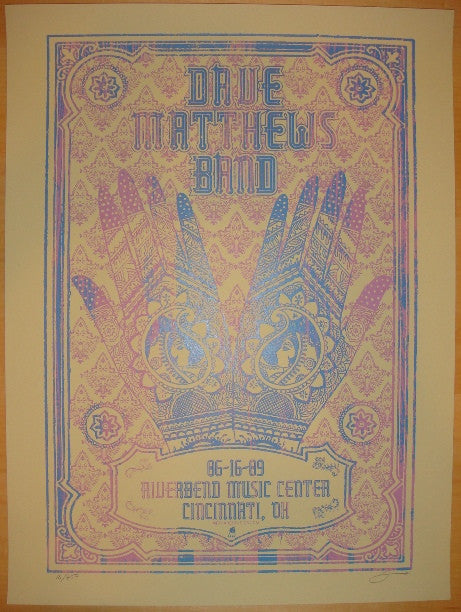 DAVE
MATTHEWS
BAND
06-16-09
RIVERBEND MUSIC CENTER
CINCINNATI, OH